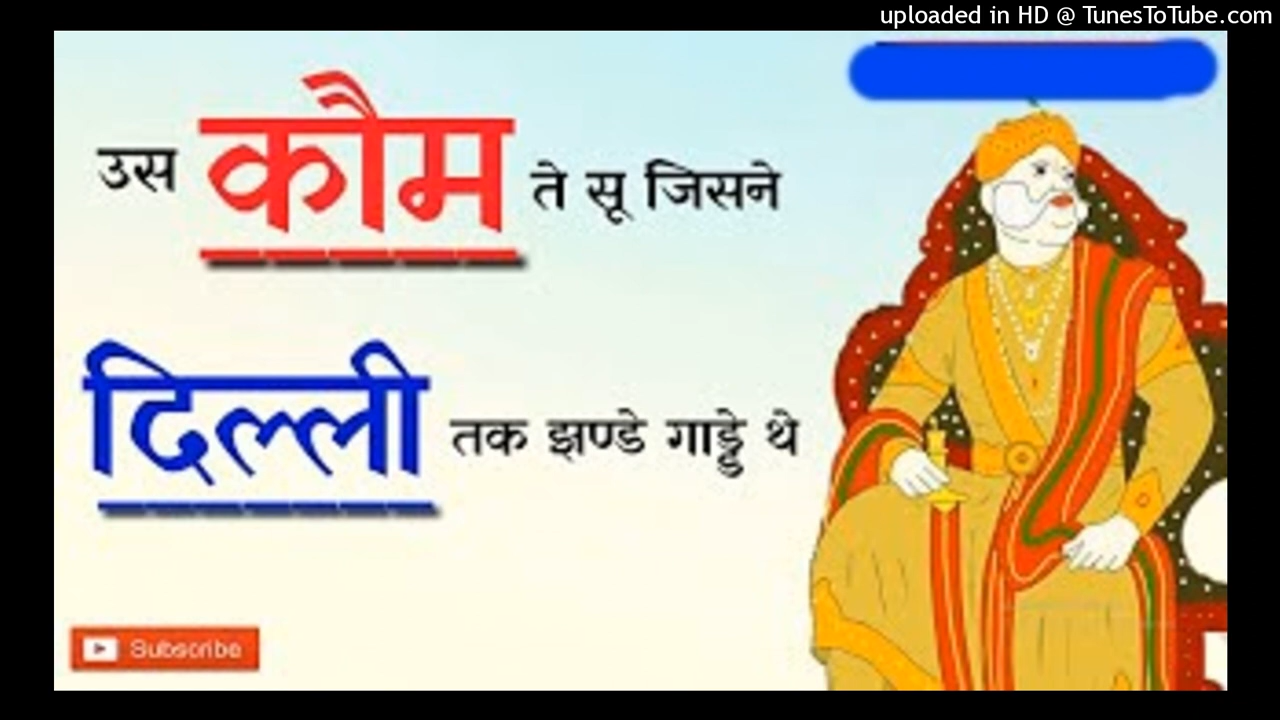 uploaded in HD @ TunesToTube.com
उस कौम ते सू जिसने
दिल्ली तक झण्डे गाड्डे थे
Subscribe